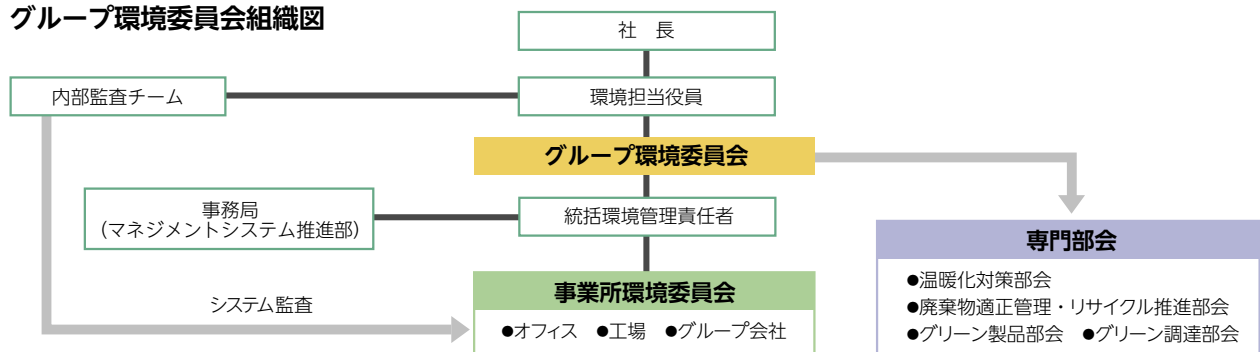 グループ環境委員会組織図
社 長
内部監査チーム
環境担当役員
グループ環境委員会
事務局
(マネジメントシステム推進部)
統括環境管理責任者
専門部会
●温暖化対策部会
●廃棄物適正管理・リサイクル推進部会
●グリーン製品部会 ●グリーン調達部会
システム監査
事業所環境委員会
●オフィス ●工場 ●グループ会社